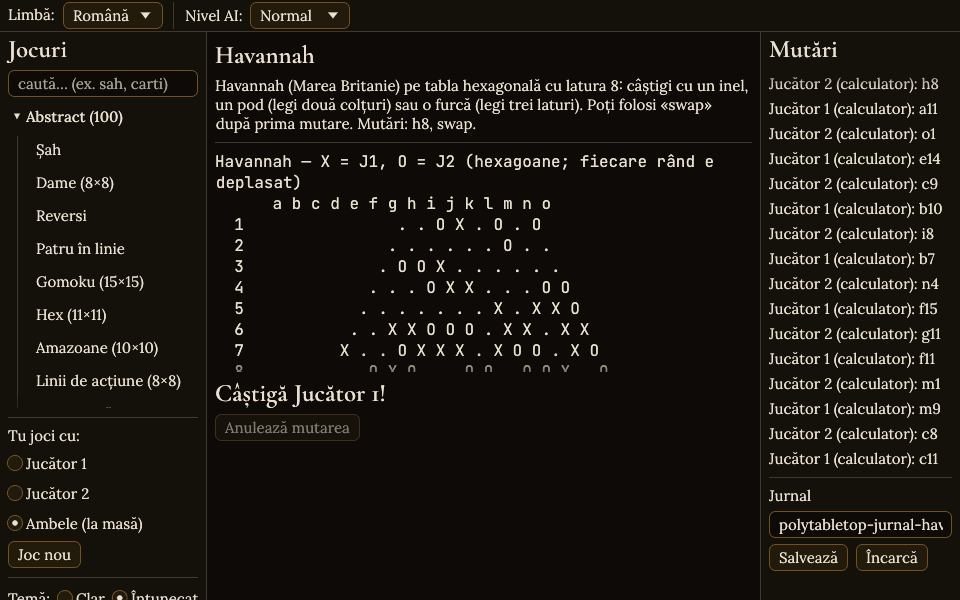 Limbă: Română Nivel AI: Normal
Jocuri
caută... (ex. sah, carti)
Abstract (100)
Șah
Dame (8×8)
Reversi
Patru în linie
Gomoku (15×15)
Hex (11×11)
Amazoane (10×10)
Linii de acțiune (8×8)
Tu joci cu:
Jucător 1
Jucător 2
Ambele (la masă)
Joc nou
Temă: Clar Întunecat
Havannah
Havannah (Marea Britanie) pe tabla hexagonală cu latura 8: câștigi cu un inel,
un pod (legi două colțuri) sau o furcă (legi trei laturi). Poți folosi «swap»
după prima mutare. Mutări: h8, swap.
Havannah — X = J1, O = J2 (hexagoane; fiecare rând e
deplasat)
a b c d e f g h i j k l m n o
1 . . O X . O . O
2 . . . . . . O . .
3 . O O X . . . . . .
4 . . . O X X . . . O O
5 . . . . . . . X . X X O
6 . . X X O O O . X X . X X
7 X . . O X X X . X O O . X O
8 . O X O . . O O . O O X . O
Câștigă Jucător 1!
Anulează mutarea
Mutări
Jucător 2 (calculator): h8
Jucător 1 (calculator): a11
Jucător 2 (calculator): o1
Jucător 1 (calculator): e14
Jucător 2 (calculator): c9
Jucător 1 (calculator): b10
Jucător 2 (calculator): i8
Jucător 1 (calculator): b7
Jucător 2 (calculator): n4
Jucător 1 (calculator): f15
Jucător 2 (calculator): g11
Jucător 1 (calculator): f11
Jucător 2 (calculator): m1
Jucător 1 (calculator): m9
Jucător 2 (calculator): c8
Jucător 1 (calculator): c11
Jurnal
polytabletop-jurnal-hav
Salvează Încarcă